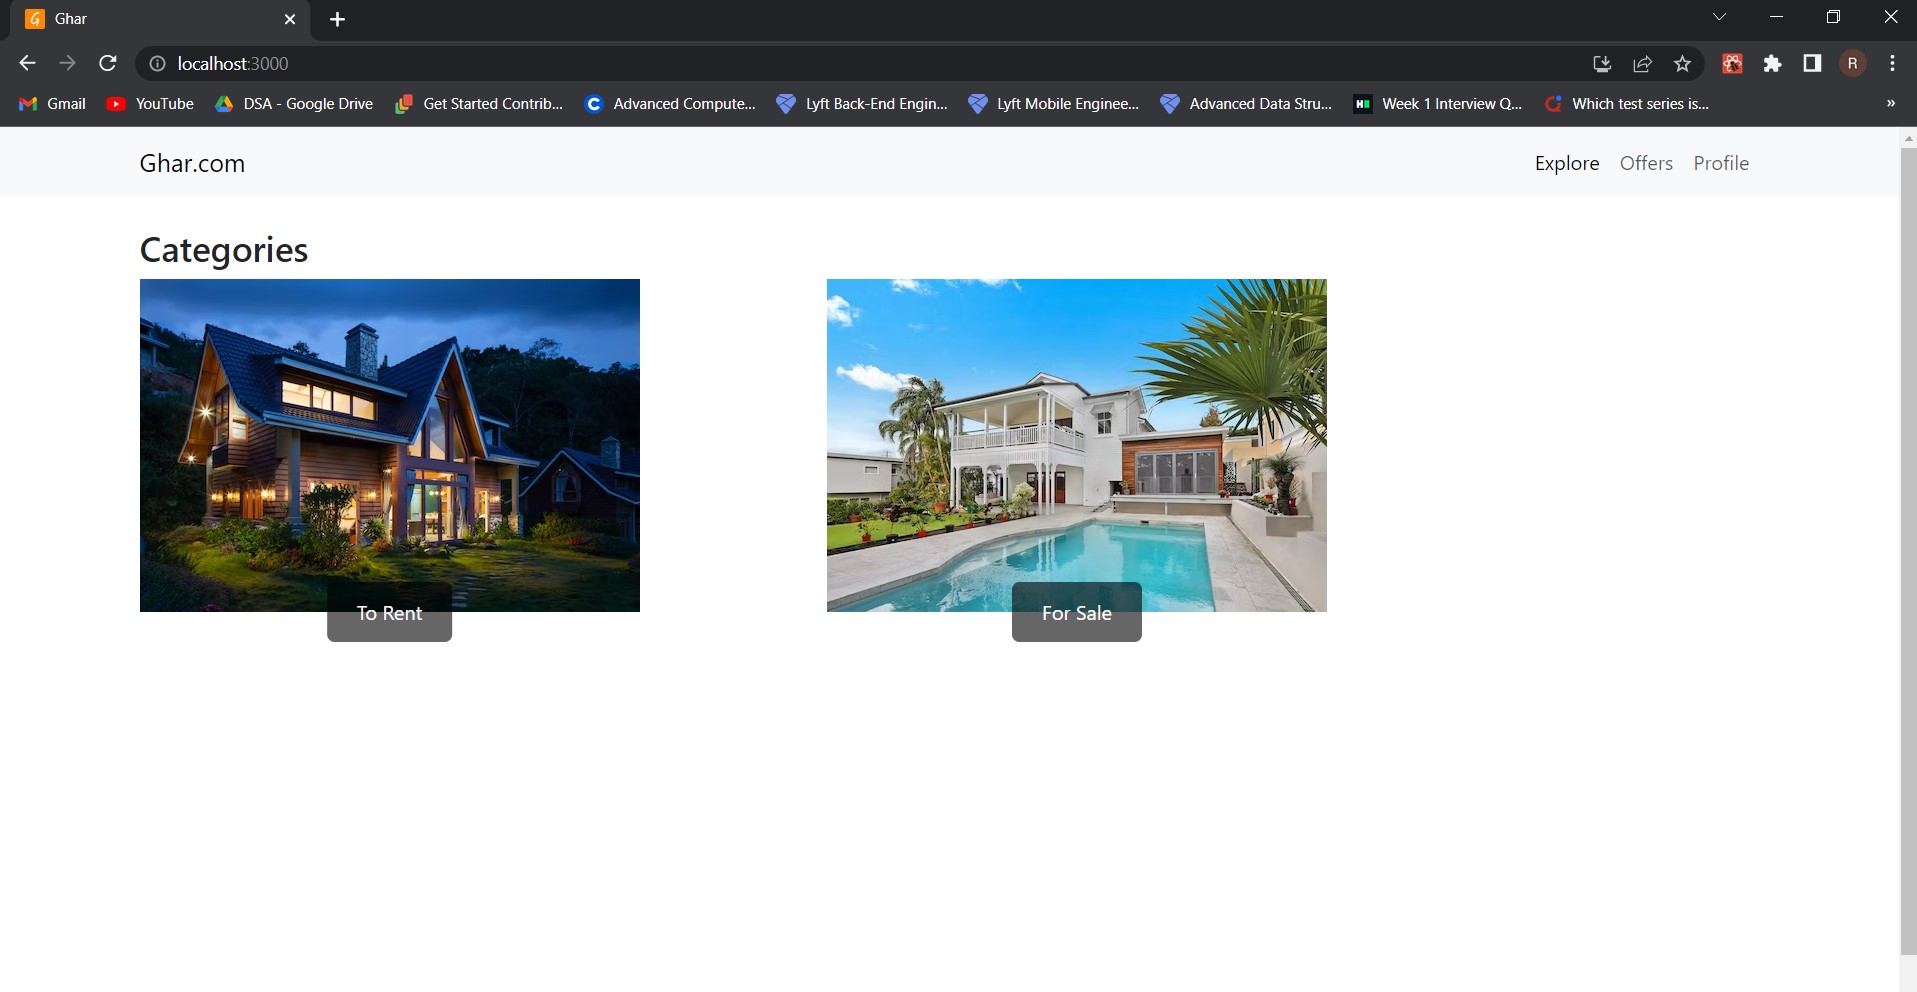 Ghar
localhost:3000
R
Gmail YouTube DSA - Google Drive Get Started Contrib... Advanced Compute... Lyft Back-End Engin... Lyft Mobile Enginee... Advanced Data Stru... Week 1 Interview Q... Which test series is... »
Ghar.com Explore Offers Profile
Categories
To Rent For Sale